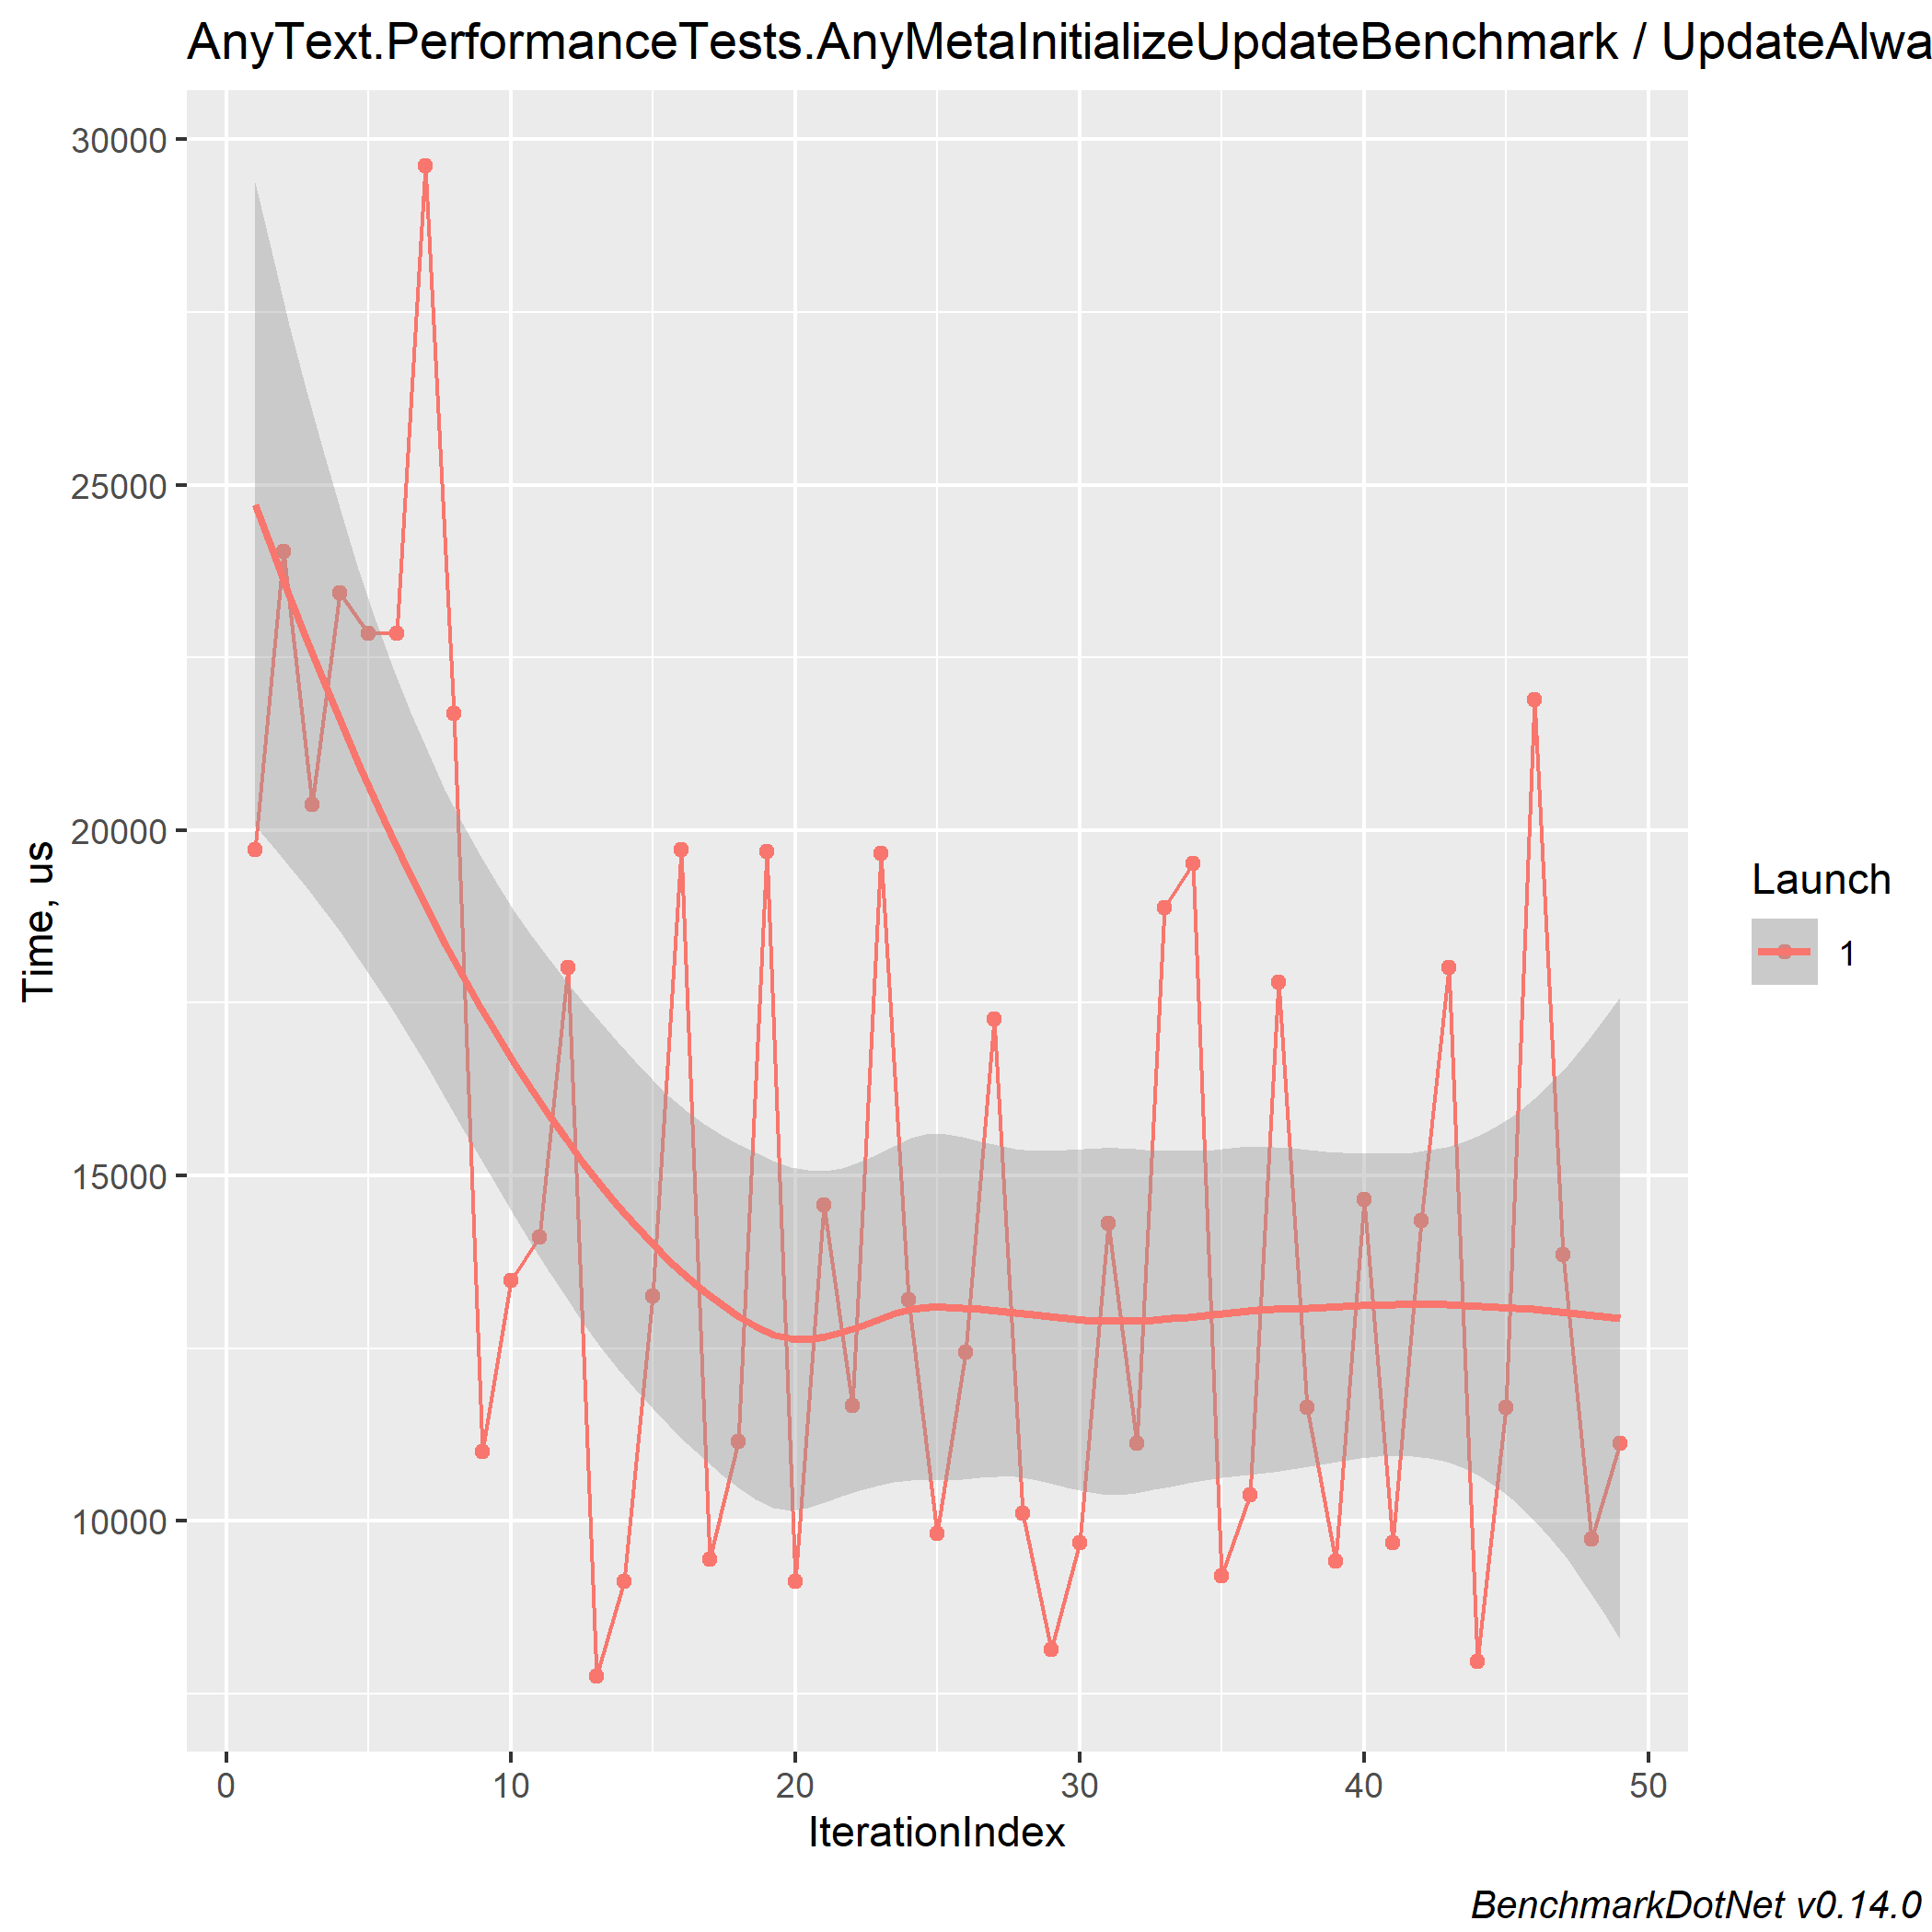 AnyText.PerformanceTests.AnyMetaInitializeUpdateBenchmark / UpdateAlwa
30000
25000
20000
15000
10000
Time, us
0 10 20 30 40 50
IterationIndex
Launch
1
BenchmarkDotNet v0.14.0